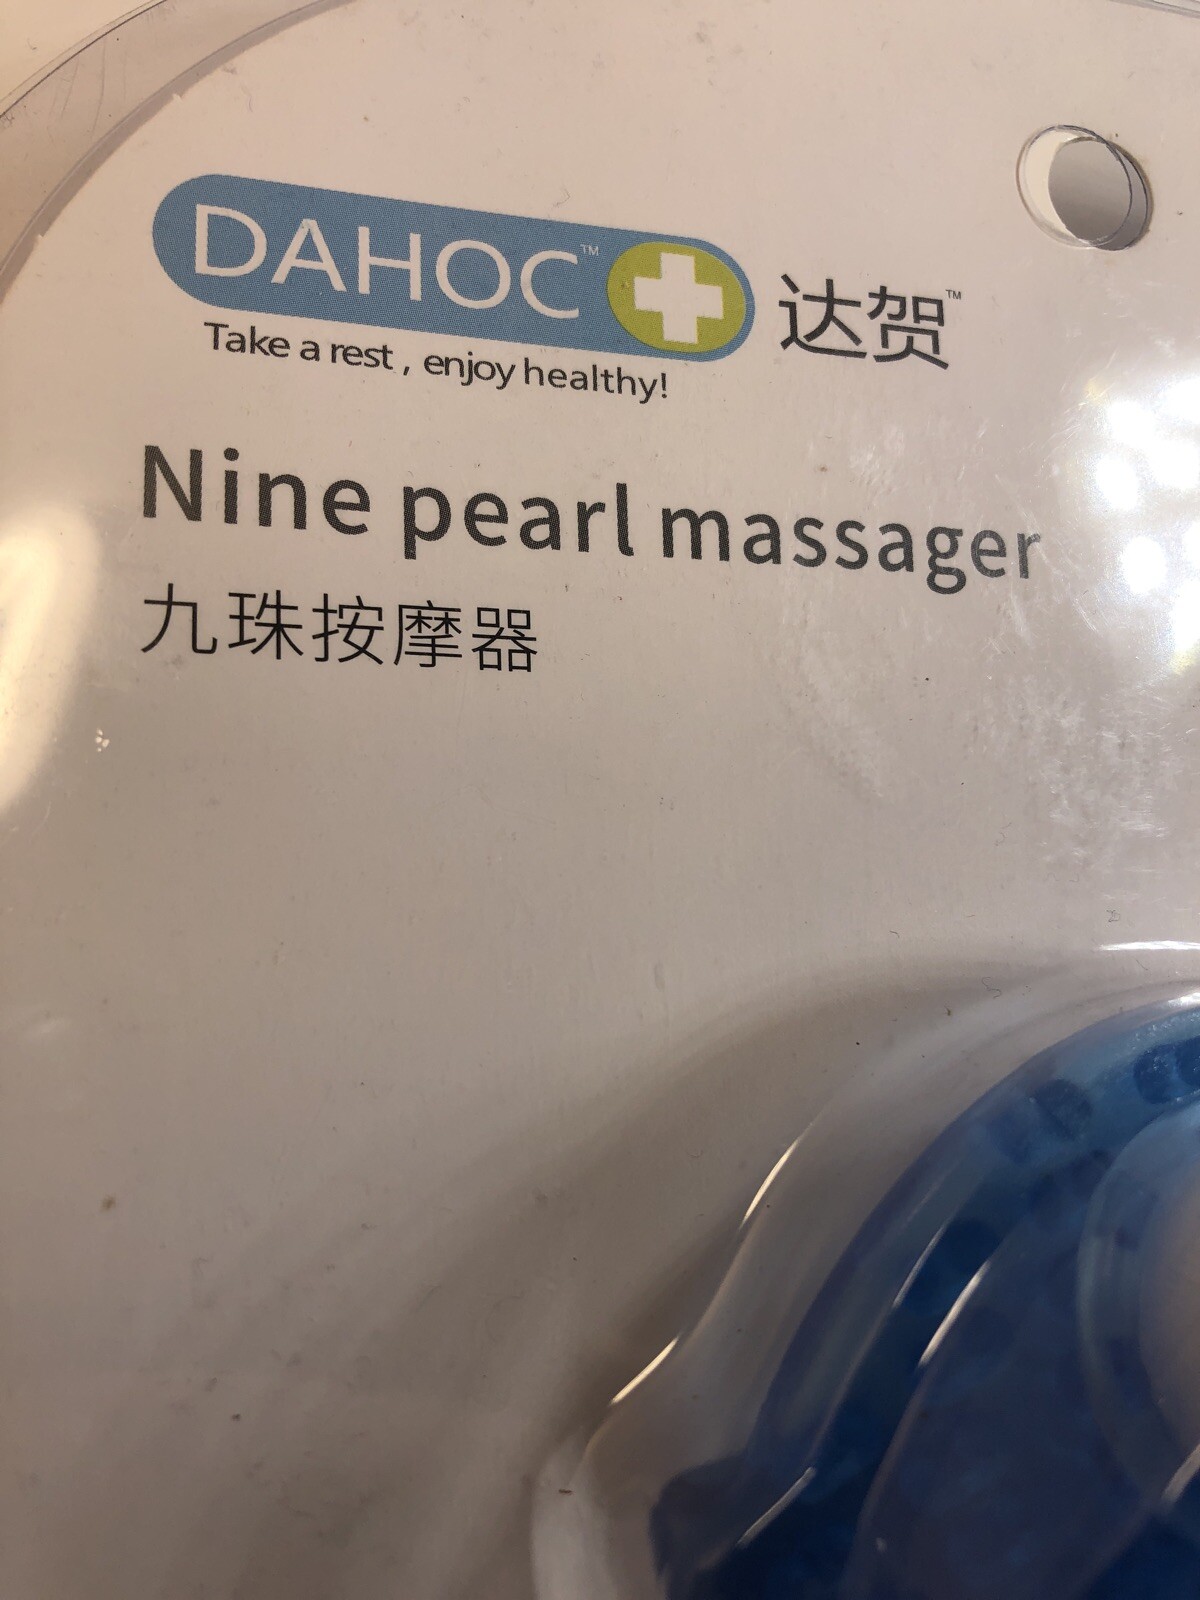 DAHOC™ 达贺™
Take a rest , enjoy healthy!
Nine pearl massager
九珠按摩器